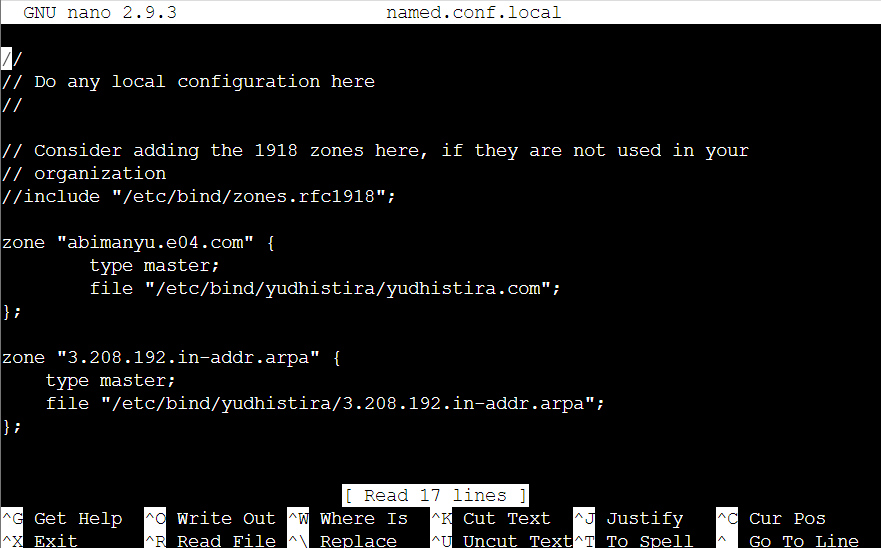 GNU nano 2.9.3 named.conf.local
//
// Do any local configuration here
//
// Consider adding the 1918 zones here, if they are not used in your
// organization
//include "/etc/bind/zones.rfc1918";
zone "abimanyu.e04.com" {
type master;
file "/etc/bind/yudhistira/yudhistira.com";
};
zone "3.208.192.in-addr.arpa" {
type master;
file "/etc/bind/yudhistira/3.208.192.in-addr.arpa";
};
[ Read 17 lines ]
^G Get Help ^O Write Out ^W Where Is ^K Cut Text ^J Justify ^C Cur Pos
^X Exit ^R Read File ^\ Replace ^U Uncut Text ^T To Spell ^ Go To Line